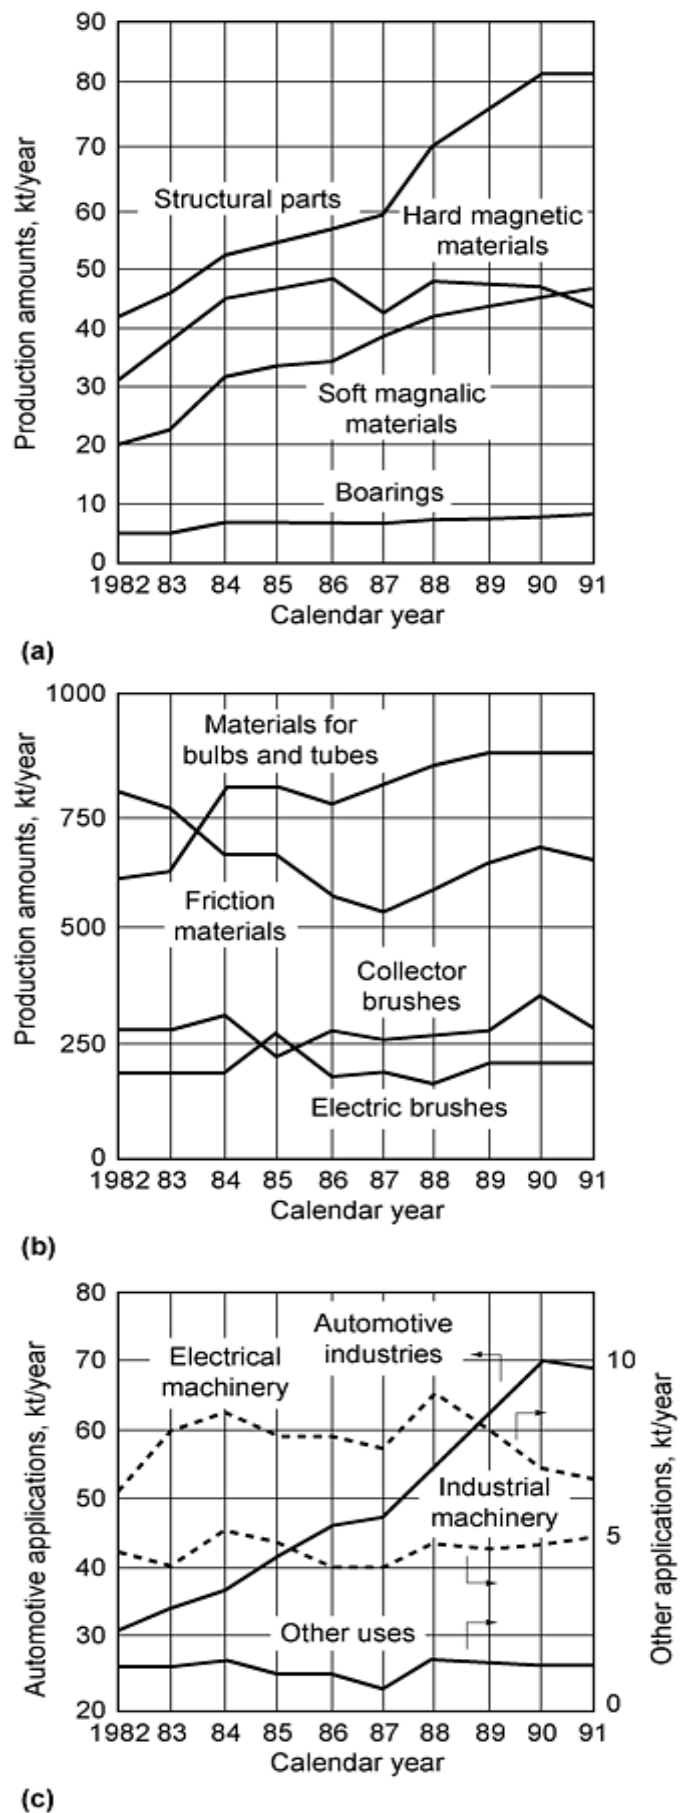 90
80
70
60
50
40
30
20
10
0
Production amounts, kt/year
Structural parts
Hard magnetic
materials
Soft magnalic
materials
Boarings
1982 83 84 85 86 87 88 89 90 91
Calendar year
(a)
1000
750
500
250
0
Production amounts, kt/year
Materials for
bulbs and tubes
Friction
materials
Collector
brushes
Electric brushes
1982 83 84 85 86 87 88 89 90 91
Calendar year
(b)
80
70
60
50
40
30
20
Automotive applications, kt/year
Electrical
machinery
Automotive
industries
Industrial
machinery
Other uses
10
5
0
Other applications, kt/year
1982 83 84 85 86 87 88 89 90 91
Calendar year
(c)